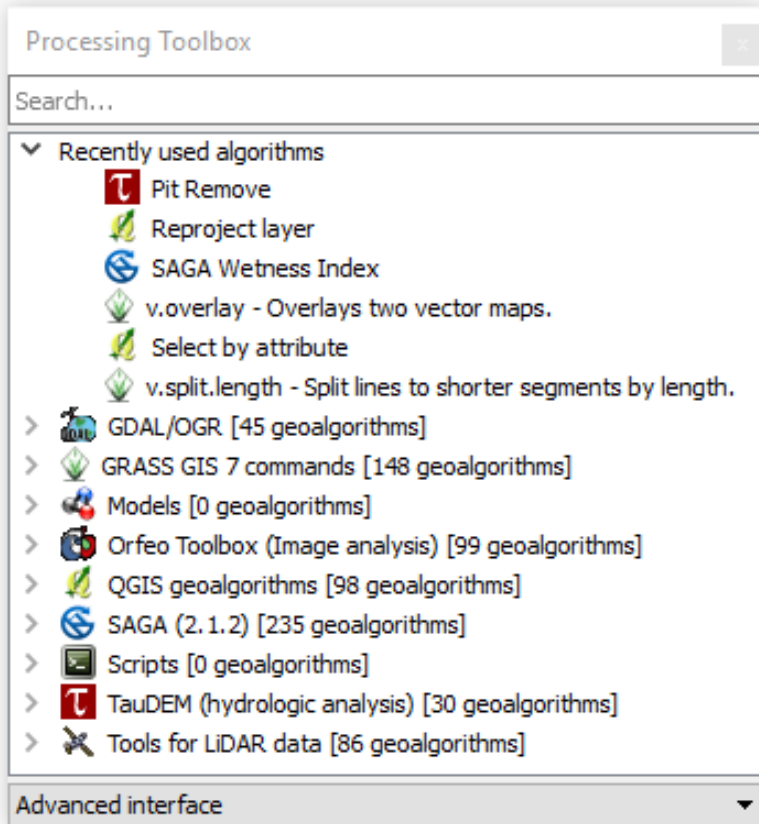 Processing Toolbox
x
Search...
Recently used algorithms
τ Pit Remove
Reproject layer
SAGA Wetness Index
v.overlay - Overlays two vector maps.
Select by attribute
v.split.length - Split lines to shorter segments by length.
GDAL/OGR [45 geoalgorithms]
GRASS GIS 7 commands [148 geoalgorithms]
Models [0 geoalgorithms]
Orfeo Toolbox (Image analysis) [99 geoalgorithms]
QGIS geoalgorithms [98 geoalgorithms]
SAGA (2.1.2) [235 geoalgorithms]
Scripts [0 geoalgorithms]
τ TauDEM (hydrologic analysis) [30 geoalgorithms]
Tools for LiDAR data [86 geoalgorithms]
Advanced interface